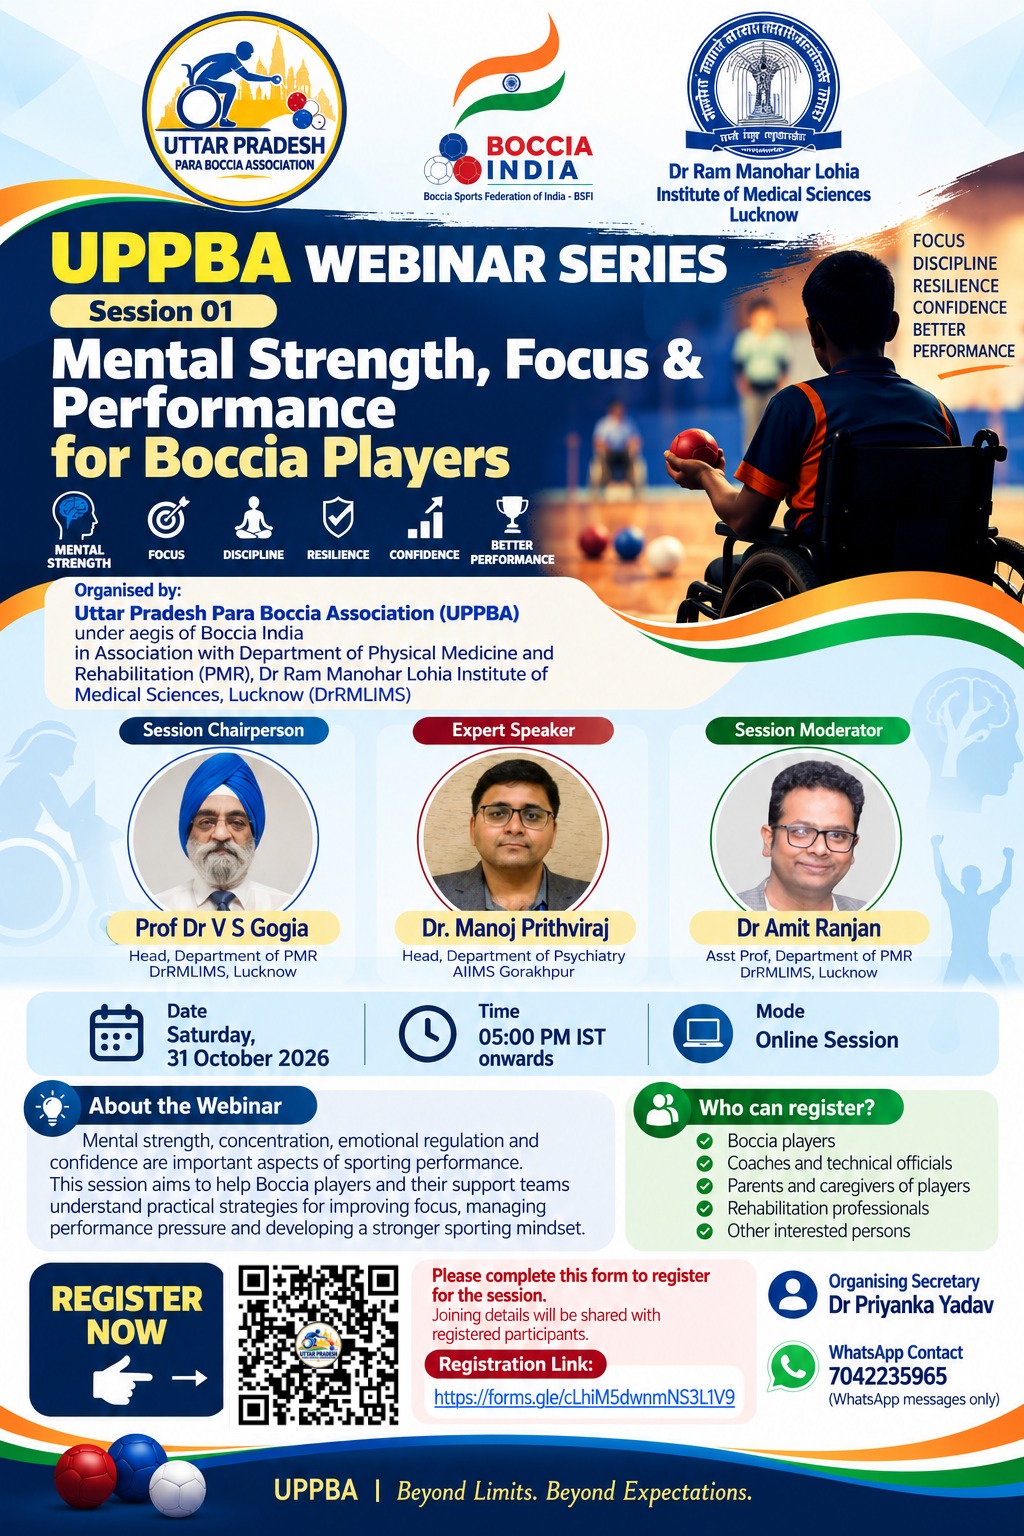 UTTAR PRADESH
PARA BOCCIA ASSOCIATION
BOCCIA
INDIA
Boccia Sports Federation of India - BSFI
Dr Ram Manohar Lohia
Institute of Medical Sciences
Lucknow
UPPBA WEBINAR SERIES
Session 01
Mental Strength, Focus &
Performance
for Boccia Players
FOCUS
DISCIPLINE
RESILIENCE
CONFIDENCE
BETTER
PERFORMANCE
MENTAL
STRENGTH
FOCUS
DISCIPLINE
RESILIENCE
CONFIDENCE
BETTER
PERFORMANCE
Organised by:
Uttar Pradesh Para Boccia Association (UPPBA)
under aegis of Boccia India
in Association with Department of Physical Medicine and
Rehabilitation (PMR), Dr Ram Manohar Lohia Institute of
Medical Sciences, Lucknow (DrRMLIMS)
Session Chairperson
Prof Dr V S Gogia
Head, Department of PMR
DrRMLIMS, Lucknow
Expert Speaker
Dr. Manoj Prithviraj
Head, Department of Psychiatry
AIIMS Gorakhpur
Session Moderator
Dr Amit Ranjan
Asst Prof, Department of PMR
DrRMLIMS, Lucknow
Date
Saturday,
31 October 2026
Time
05:00 PM IST
onwards
Mode
Online Session
About the Webinar
Mental strength, concentration, emotional regulation and
confidence are important aspects of sporting performance.
This session aims to help Boccia players and their support teams
understand practical strategies for improving focus, managing
performance pressure and developing a stronger sporting mindset.
Who can register?
Boccia players
Coaches and technical officials
Parents and caregivers of players
Rehabilitation professionals
Other interested persons
REGISTER
NOW
UTTAR PRADESH
Please complete this form to register
for the session.
Joining details will be shared with
registered participants.
Registration Link:
https://forms.gle/cLhiM5dwnmNS3L1V9
Organising Secretary
Dr Priyanka Yadav
WhatsApp Contact
7042235965
(WhatsApp messages only)
UPPBA | Beyond Limits. Beyond Expectations.